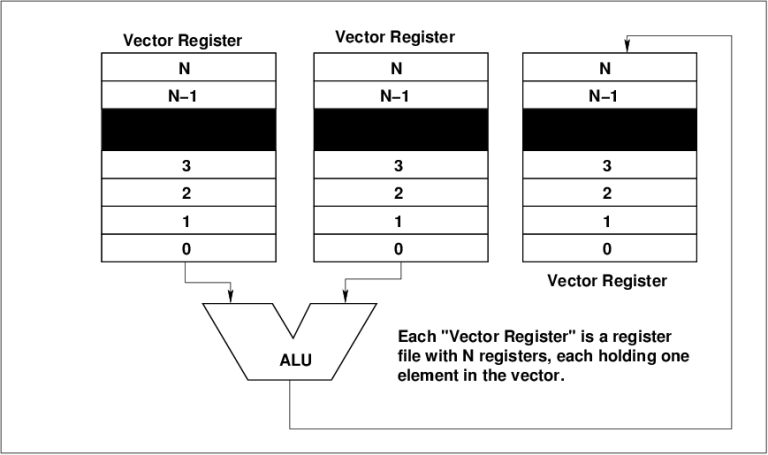 Vector Register
N
N−1
3
2
1
0
Vector Register
N
N−1
3
2
1
0
N
N−1
3
2
1
0
Vector Register
ALU
Each "Vector Register" is a register
file with N registers, each holding one
element in the vector.